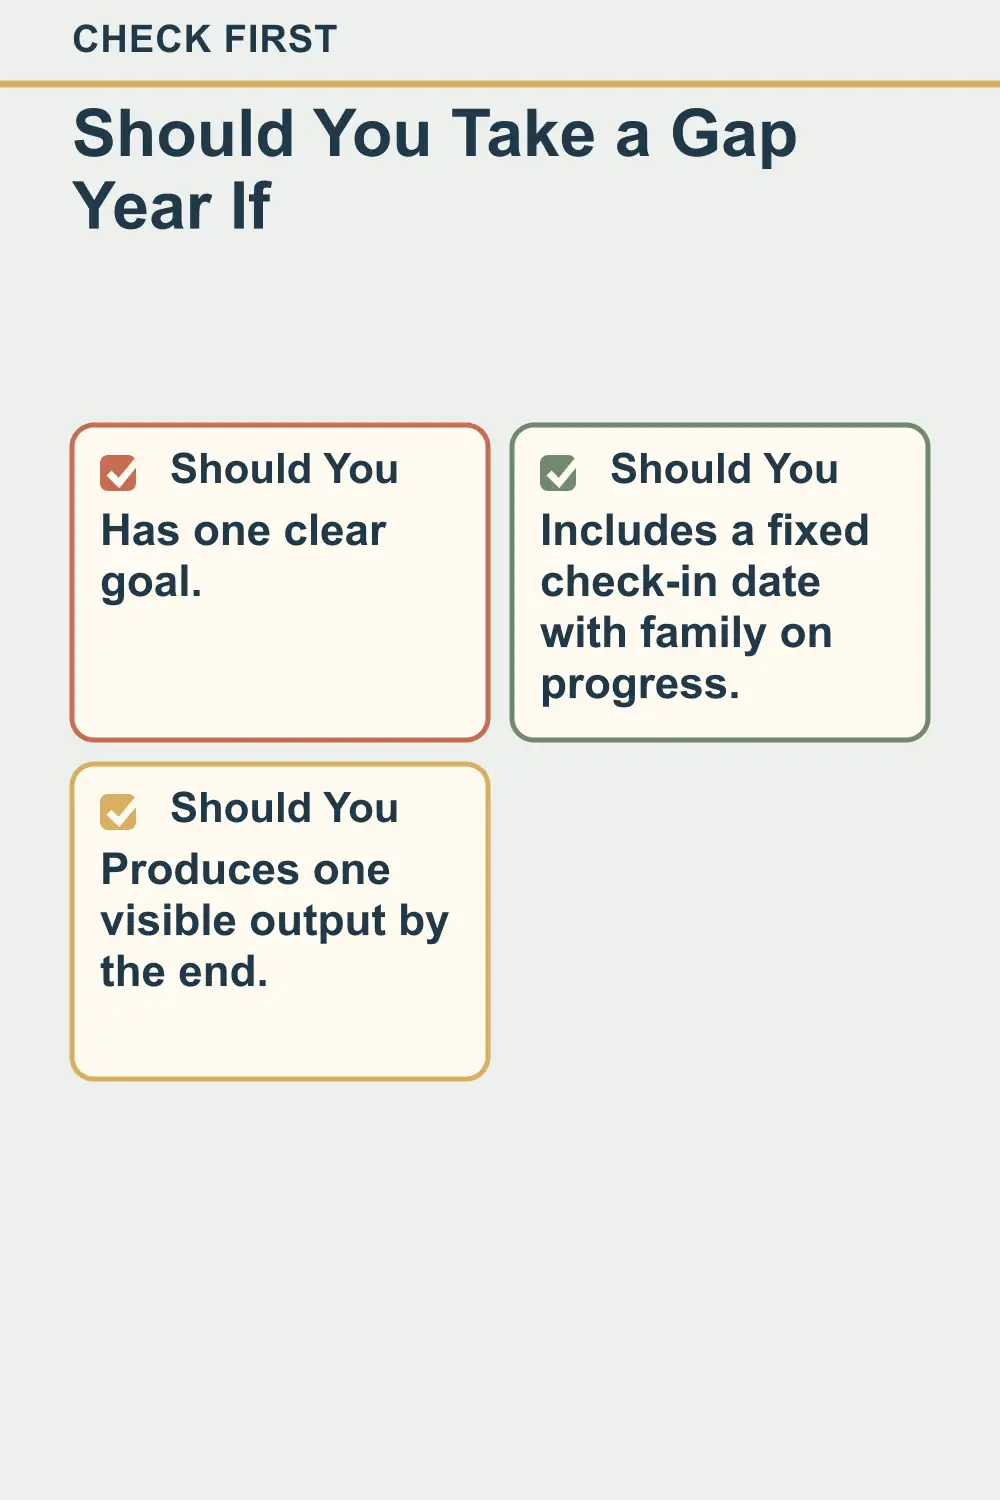 CHECK FIRST
Should You Take a Gap
Year If
Should You
Has one clear
goal.
Should You
Includes a fixed
check-in date
with family on
progress.
Should You
Produces one
visible output by
the end.